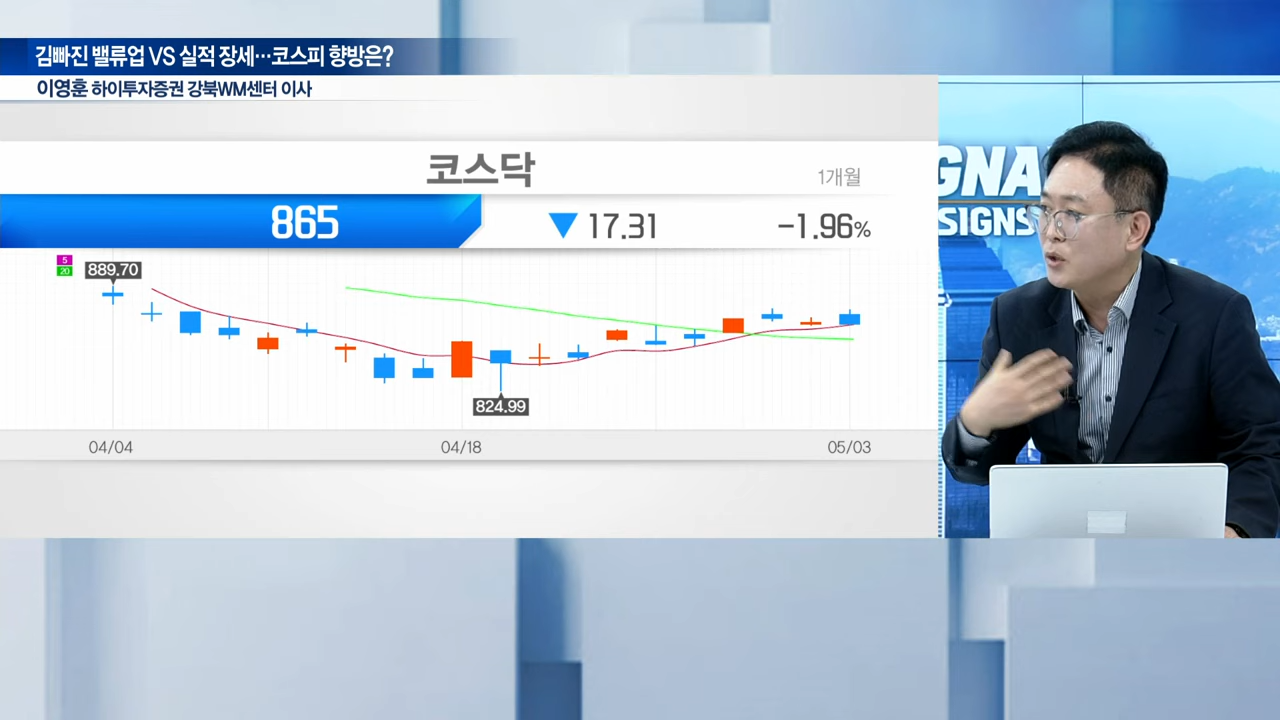 김빠진 밸류업 VS 실적 장세…코스피 향방은?
이영훈 하이투자증권 강북WM센터 이사
코스닥
1개월
865 ▼ 17.31 -1.96%
5
20
889.70
824.99
04/04 04/18 05/03
GNA
SIGNS